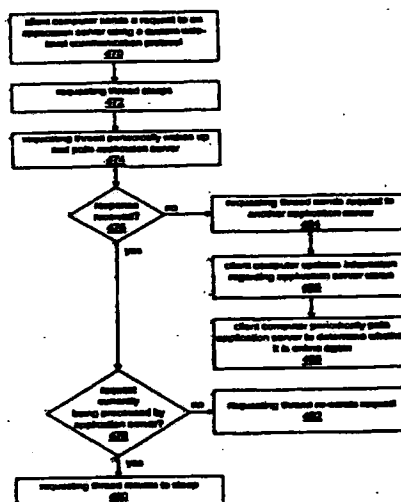 client computer sends a request to an
application server using a custom wire-
level communication protocol
470
requesting thread sleeps
472
requesting thread periodically wakes up
and polls application server
474
response
received?
476
no
yes
requesting thread sends request to
another application server
484
client computer updates information
regarding application server status
486
client computer periodically polls
application server to determine whether
it is online again
488
request
currently
being processed by
application server?
478
no
yes
requesting thread re-sends request
482
requesting thread returns to sleep
480